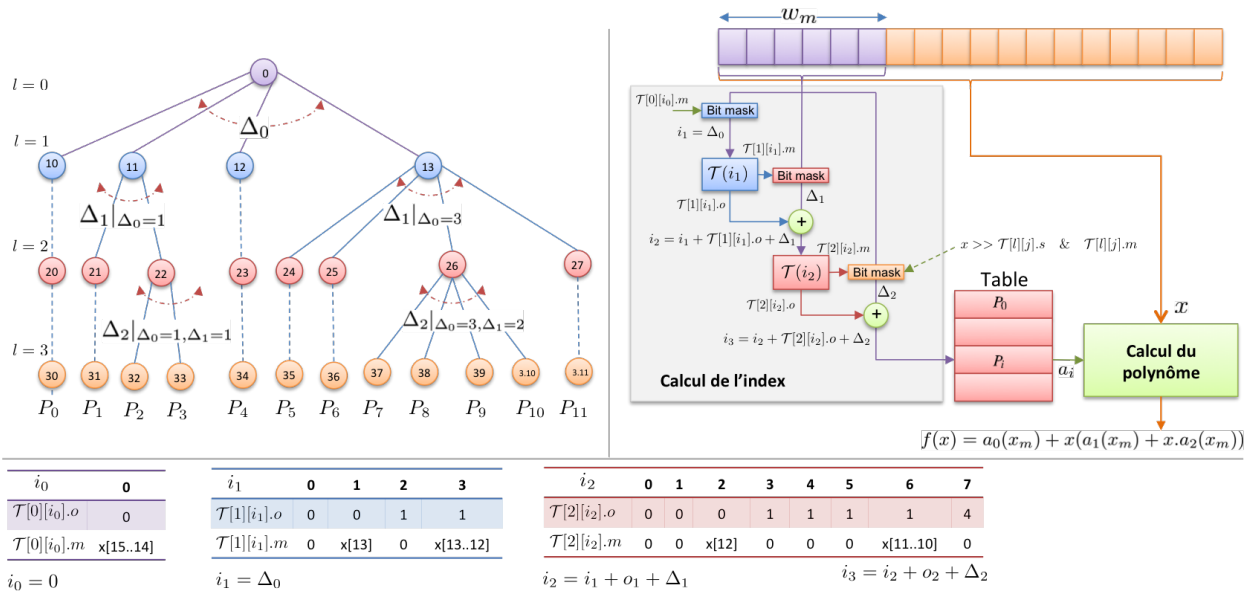 l = 0
0
Δ₀
l = 1
10 11 12 13
Δ₁|Δ₀=1
Δ₁|Δ₀=3
l = 2
20 21 22 23 24 25 26 27
Δ₂|Δ₀=1,Δ₁=1
Δ₂|Δ₀=3,Δ₁=2
l = 3
30 31 32 33 34 35 36 37 38 39 3.10 3.11
P₀ P₁ P₂ P₃ P₄ P₅ P₆ P₇ P₈ P₉ P₁₀ P₁₁
wₘ
𝒯[0][i₀].m
Bit mask
i₁ = Δ₀
𝒯[1][i₁].m
𝒯(i₁)
Bit mask
Δ₁
𝒯[1][i₁].o
+
i₂ = i₁ + 𝒯[1][i₁].o + Δ₁
𝒯[2][i₂].m
x >> 𝒯[l][j].s & 𝒯[l][j].m
𝒯(i₂)
Bit mask
Δ₂
𝒯[2][i₂].o
+
i₃ = i₂ + 𝒯[2][i₂].o + Δ₂
Calcul de l'index
Table
P₀
Pᵢ
aᵢ
x
Calcul du
polynôme
f(x) = a₀(xₘ) + x(a₁(xₘ) + x.a₂(xₘ))
i₀ 0
𝒯[0][i₀].o 0
𝒯[0][i₀].m x[15..14]
i₀ = 0
i₁ 0 1 2 3
𝒯[1][i₁].o 0 0 1 1
𝒯[1][i₁].m 0 x[13] 0 x[13..12]
i₁ = Δ₀
i₂ 0 1 2 3 4 5 6 7
𝒯[2][i₂].o 0 0 0 1 1 1 1 4
𝒯[2][i₂].m 0 0 x[12] 0 0 0 x[11..10] 0
i₂ = i₁ + o₁ + Δ₁
i₃ = i₂ + o₂ + Δ₂